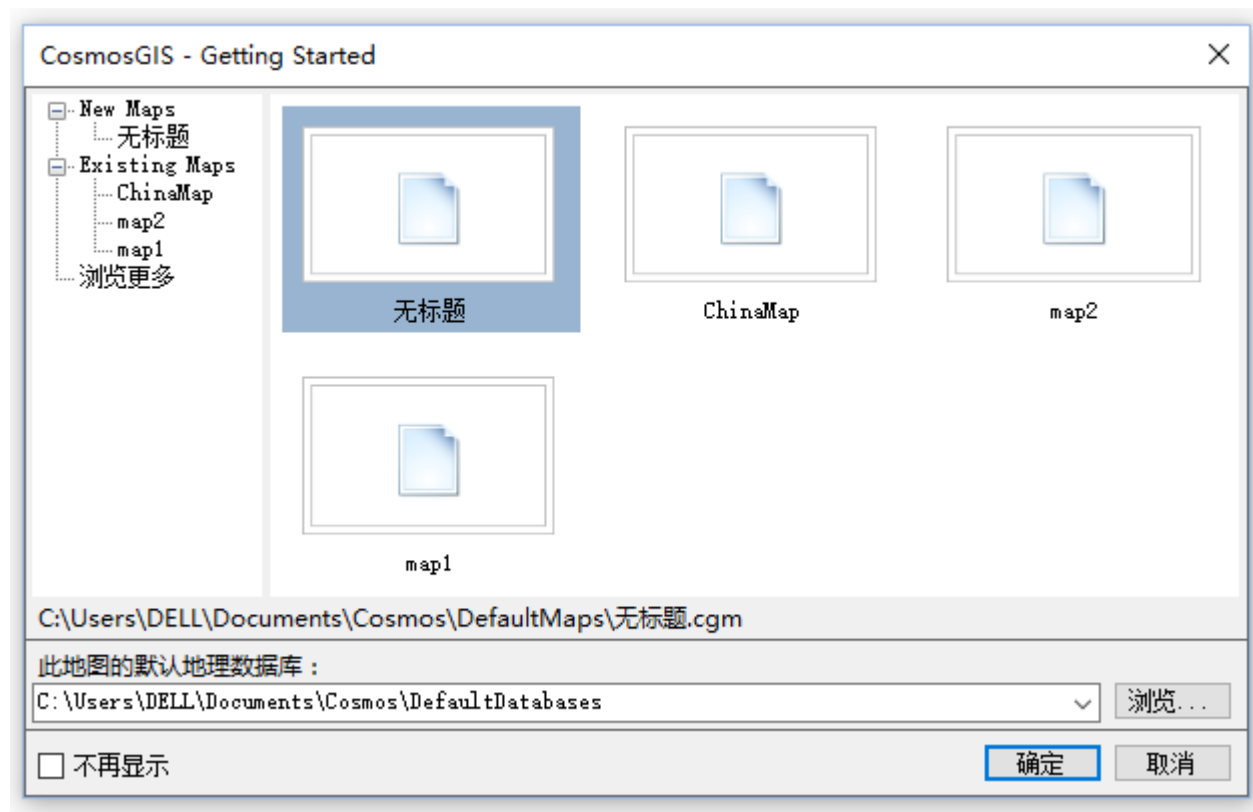 CosmosGIS - Getting Started
New Maps
无标题
Existing Maps
ChinaMap
map2
map1
浏览更多
无标题
ChinaMap
map2
map1
C:\Users\DELL\Documents\Cosmos\DefaultMaps\无标题.cgm
此地图的默认地理数据库：
C:\Users\DELL\Documents\Cosmos\DefaultDatabases
浏览...
不再显示
确定
取消